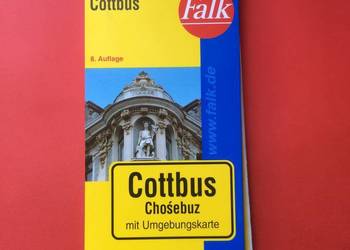 Cottbus
Falk
8. Auflage
www.falk.de
Cottbus
Chośebuz
mit Umgebungskarte